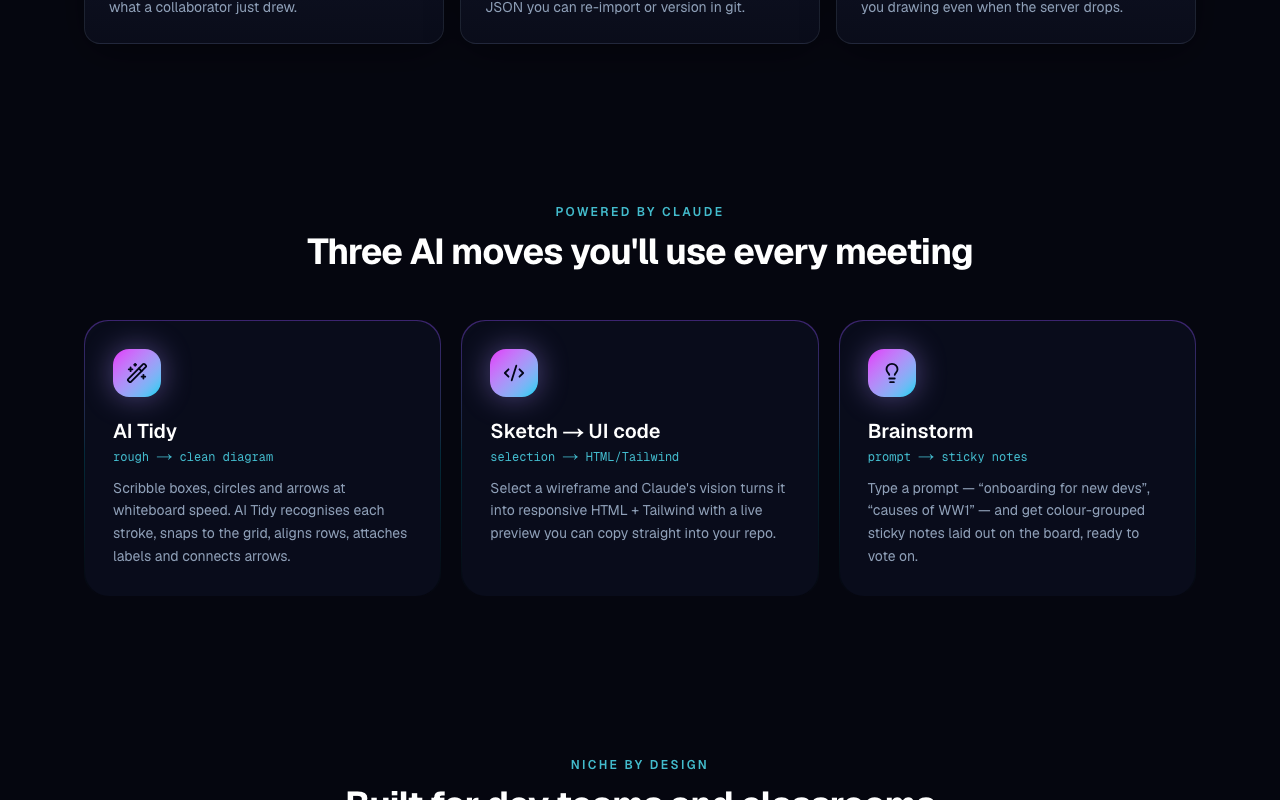 what a collaborator just drew.
JSON you can re-import or version in git.
you drawing even when the server drops.
POWERED BY CLAUDE
Three AI moves you'll use every meeting
AI Tidy
rough → clean diagram
Scribble boxes, circles and arrows at
whiteboard speed. AI Tidy recognises each
stroke, snaps to the grid, aligns rows, attaches
labels and connects arrows.
Sketch → UI code
selection → HTML/Tailwind
Select a wireframe and Claude's vision turns it
into responsive HTML + Tailwind with a live
preview you can copy straight into your repo.
Brainstorm
prompt → sticky notes
Type a prompt — “onboarding for new devs”,
“causes of WW1” — and get colour-grouped
sticky notes laid out on the board, ready to
vote on.
NICHE BY DESIGN
Built for dev teams and classrooms